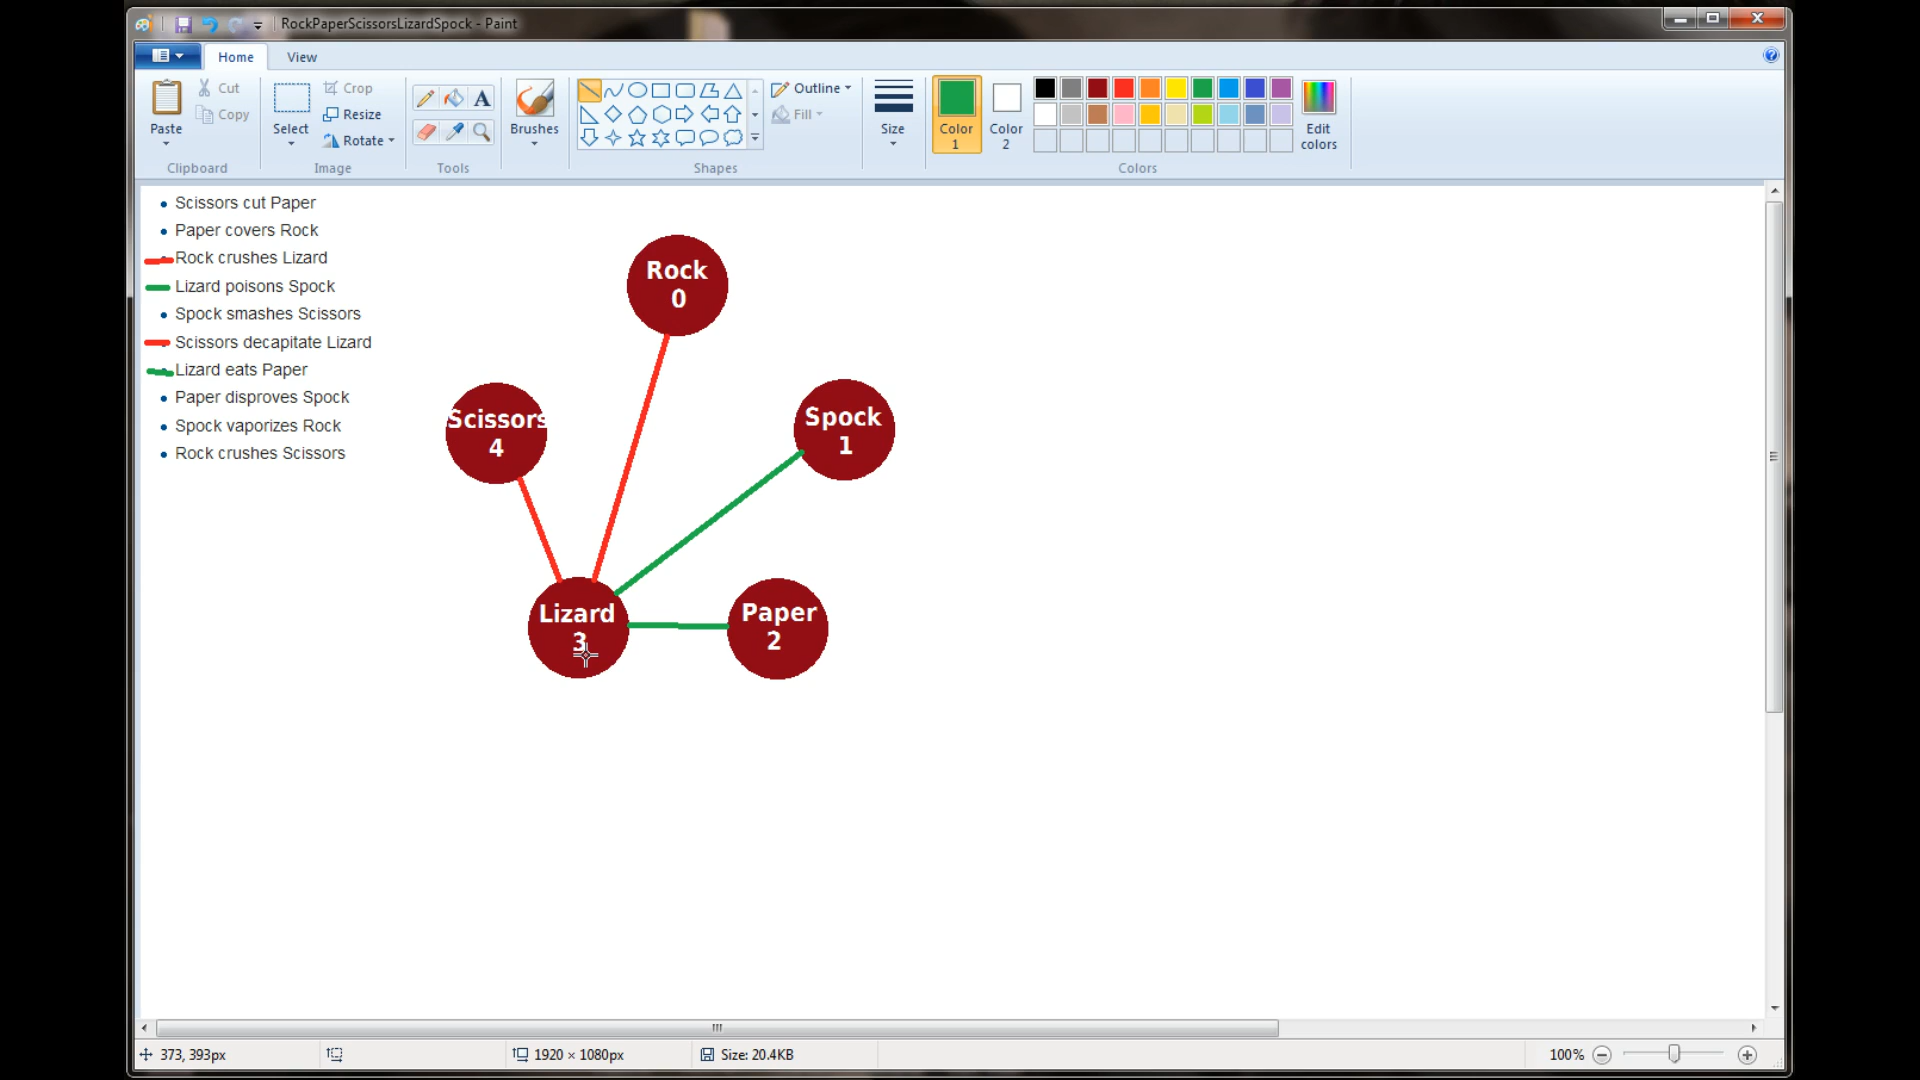 RockPaperScissorsLizardSpock - Paint
Home View
Paste
Cut
Copy
Clipboard
Select
Crop
Resize
Rotate
Image
A
Tools
Brushes
Outline
Fill
Shapes
Size
Color 1
Color 2
Edit colors
Colors
Scissors cut Paper
Paper covers Rock
Rock crushes Lizard
Lizard poisons Spock
Spock smashes Scissors
Scissors decapitate Lizard
Lizard eats Paper
Paper disproves Spock
Spock vaporizes Rock
Rock crushes Scissors
Rock
0
Scissors
4
Spock
1
Lizard
3
Paper
2
373, 393px
1920 × 1080px
Size: 20.4KB
100%